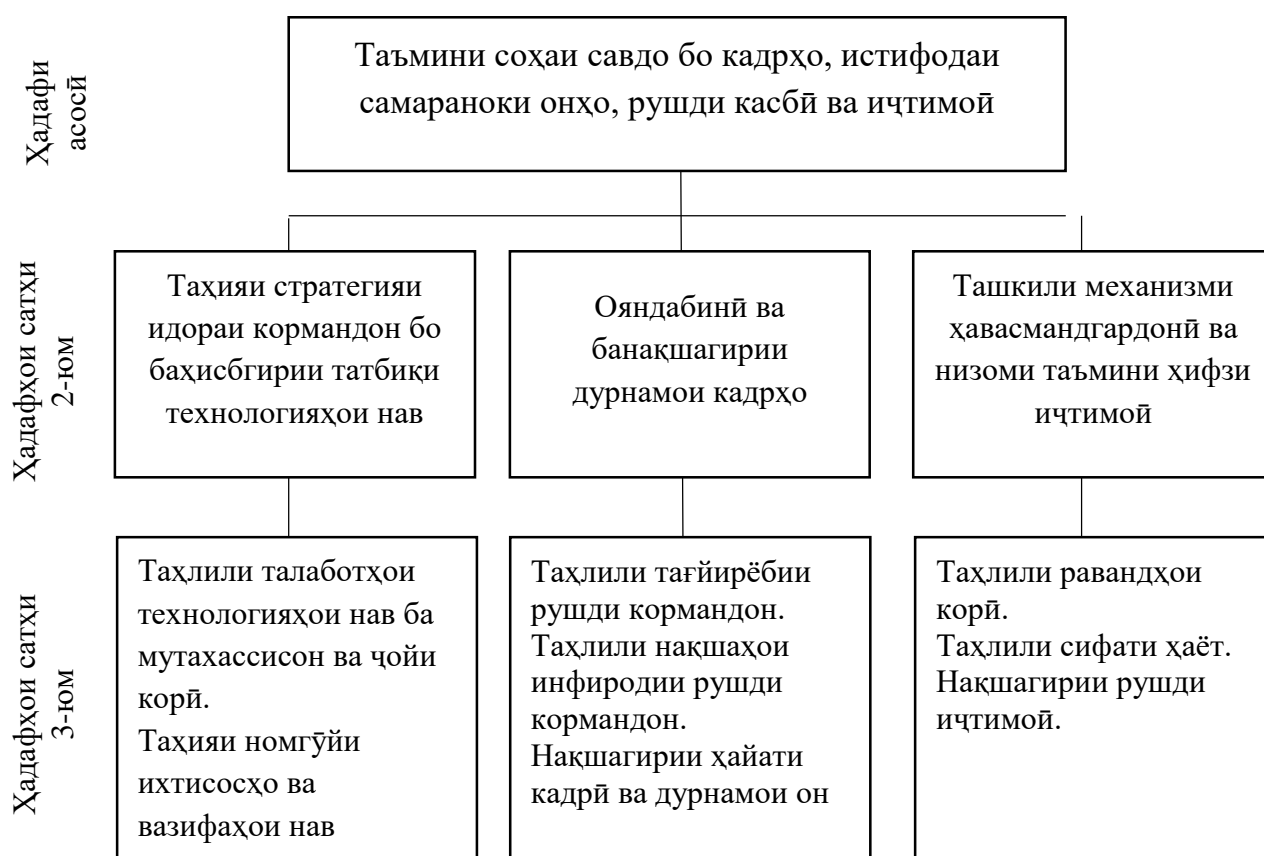 Ҳадафи
асосӣ
Таъмини соҳаи савдо бо кадрҳо, истифодаи
самараноки онҳо, рушди касбӣ ва иҷтимоӣ
Ҳадафҳои сатҳи
2-юм
Таҳияи стратегияи
идораи кормандон бо
баҳисбгирии татбиқи
технологияҳои нав
Ояндабинӣ ва
банақшагирии
дурнамои кадрҳо
Ташкили механизми
ҳавасмандгардонӣ ва
низоми таъмини ҳифзи
иҷтимоӣ
Ҳадафҳои сатҳи
3-юм
Таҳлили талаботҳои
технологияҳои нав ба
мутахассисон ва ҷойи
корӣ.
Таҳияи номгӯйи
ихтисосҳо ва
вазифаҳои нав
Таҳлили тағйирёбии
рушди кормандон.
Таҳлили нақшаҳои
инфиродии рушди
кормандон.
Нақшагирии ҳайати
кадрӣ ва дурнамои он
Таҳлили равандҳои
корӣ.
Таҳлили сифати ҳаёт.
Нақшагирии рушди
иҷтимоӣ.